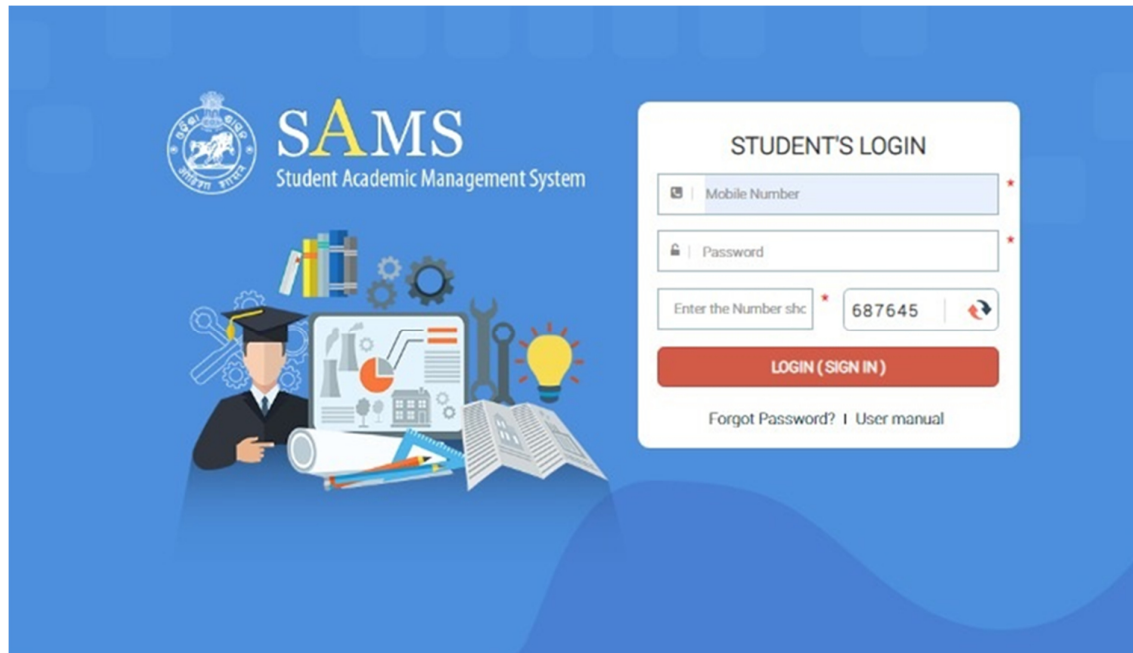 SAMS
Student Academic Management System
STUDENT'S LOGIN
Mobile Number
*
Password
*
Enter the Number sho
*
687645
LOGIN ( SIGN IN )
Forgot Password? I User manual